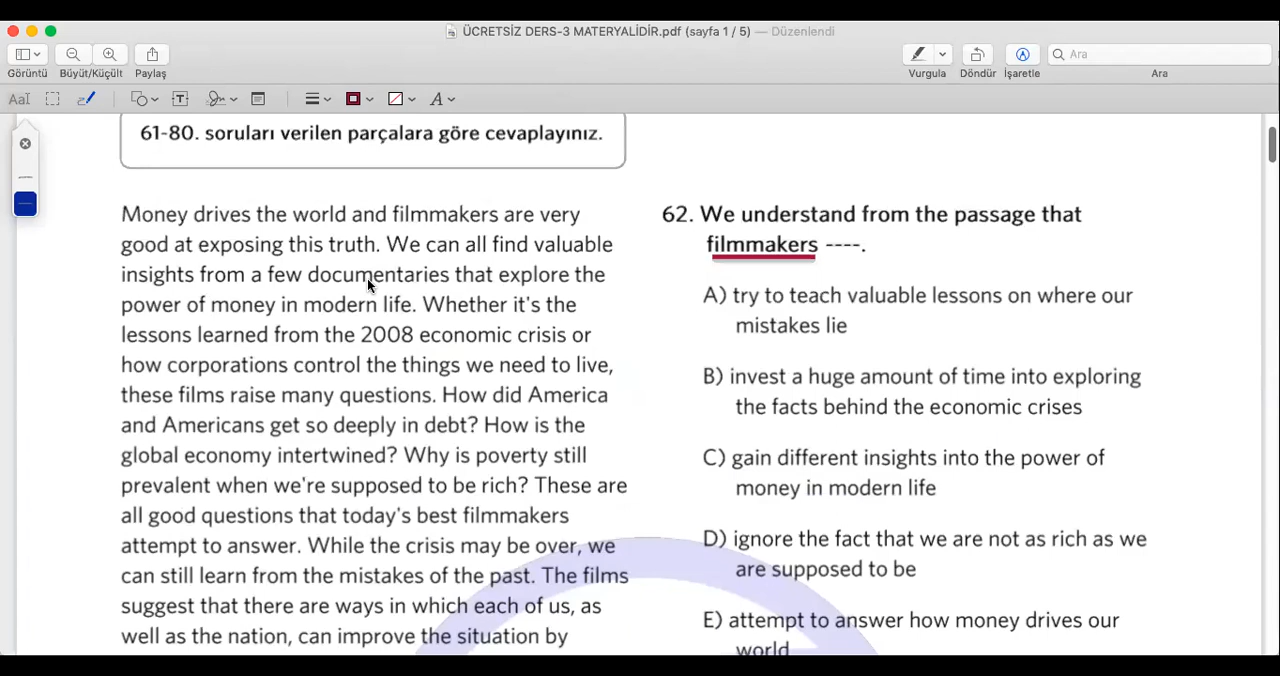 ÜCRETSİZ DERS-3 MATERYALİDİR.pdf (sayfa 1 / 5) — Düzenlendi
Görüntü
Büyüt/Küçült
Paylaş
Vurgula
Döndür
İşaretle
Ara
Ara
AaI
T
A
61-80. soruları verilen parçalara göre cevaplayınız.
Money drives the world and filmmakers are very
good at exposing this truth. We can all find valuable
insights from a few documentaries that explore the
power of money in modern life. Whether it's the
lessons learned from the 2008 economic crisis or
how corporations control the things we need to live,
these films raise many questions. How did America
and Americans get so deeply in debt? How is the
global economy intertwined? Why is poverty still
prevalent when we're supposed to be rich? These are
all good questions that today's best filmmakers
attempt to answer. While the crisis may be over, we
can still learn from the mistakes of the past. The films
suggest that there are ways in which each of us, as
well as the nation, can improve the situation by
62. We understand from the passage that
filmmakers ----.
A) try to teach valuable lessons on where our
mistakes lie
B) invest a huge amount of time into exploring
the facts behind the economic crises
C) gain different insights into the power of
money in modern life
D) ignore the fact that we are not as rich as we
are supposed to be
E) attempt to answer how money drives our
world